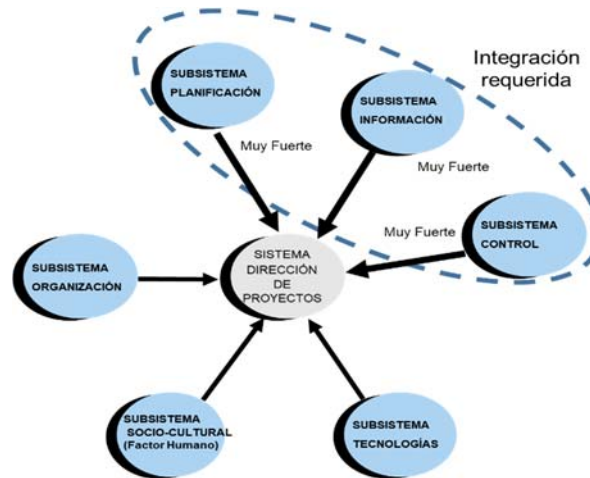 Integración
requerida
SUBSISTEMA
PLANIFICACIÓN
SUBSISTEMA
INFORMACIÓN
Muy Fuerte
Muy Fuerte
Muy Fuerte
SUBSISTEMA
CONTROL
SISTEMA
DIRECCIÓN
DE
PROYECTOS
SUBSISTEMA
ORGANIZACIÓN
SUBSISTEMA
SOCIO-CULTURAL
(Factor Humano)
SUBSISTEMA
TECNOLOGÍAS